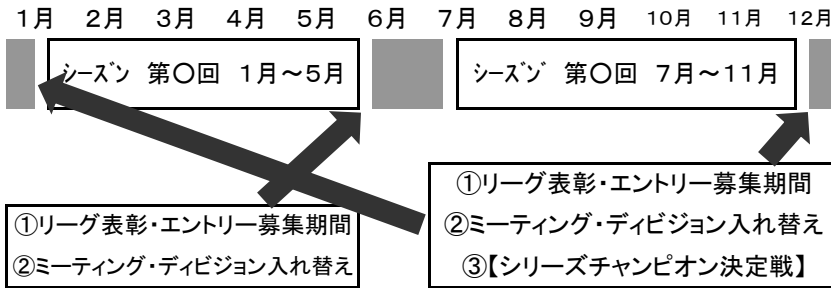 1月 2月 3月 4月 5月 6月 7月 8月 9月 10月 11月 12月
ｼｰｽﾞﾝ 第〇回 1月～5月
ｼｰｽﾞｿﾞ 第〇回 7月～11月
①リーグ表彰・エントリー募集期間
②ミーティング・ディビジョン入れ替え
①リーグ表彰・エントリー募集期間
②ミーティング・ディビジョン入れ替え
③【シリーズチャンピオン決定戦】